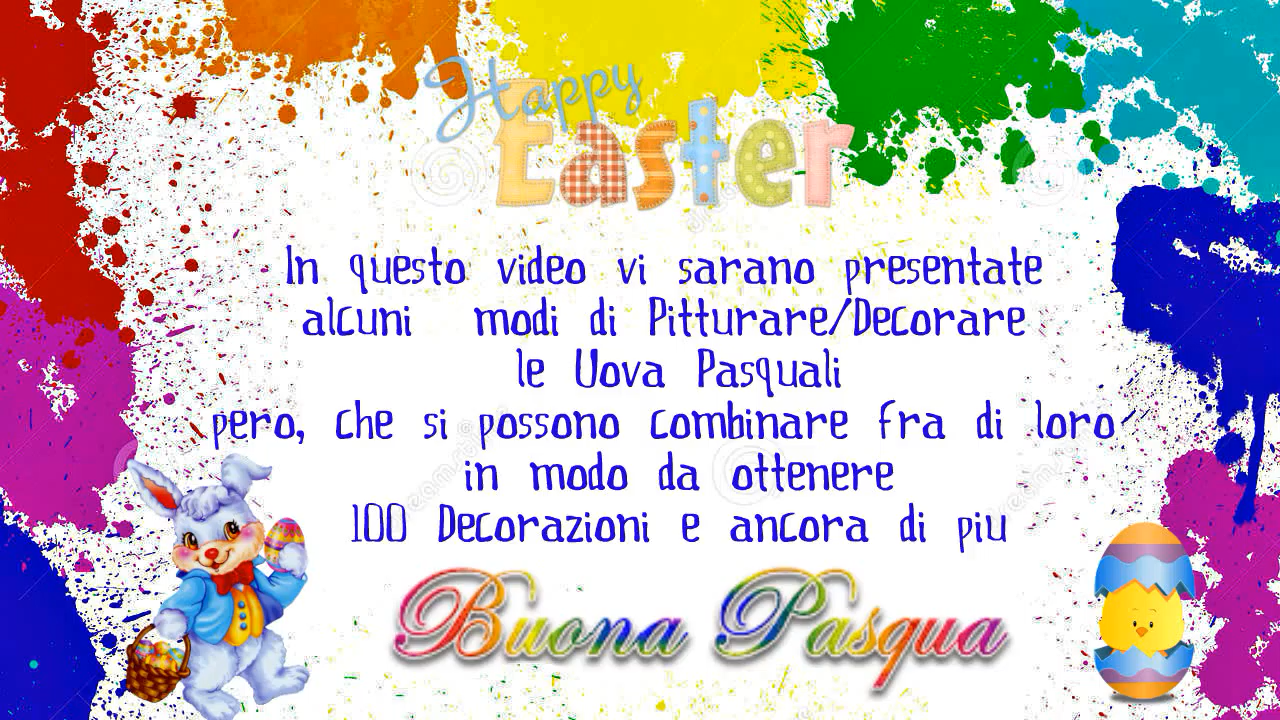 Happy
Easter
In questo video vi sarano presentate
alcuni modi di Pitturare/Decorare
le Uova Pasquali
pero, che si possono combinare fra di loro
in modo da ottenere
100 Decorazioni e ancora di piu
Buona Pasqua